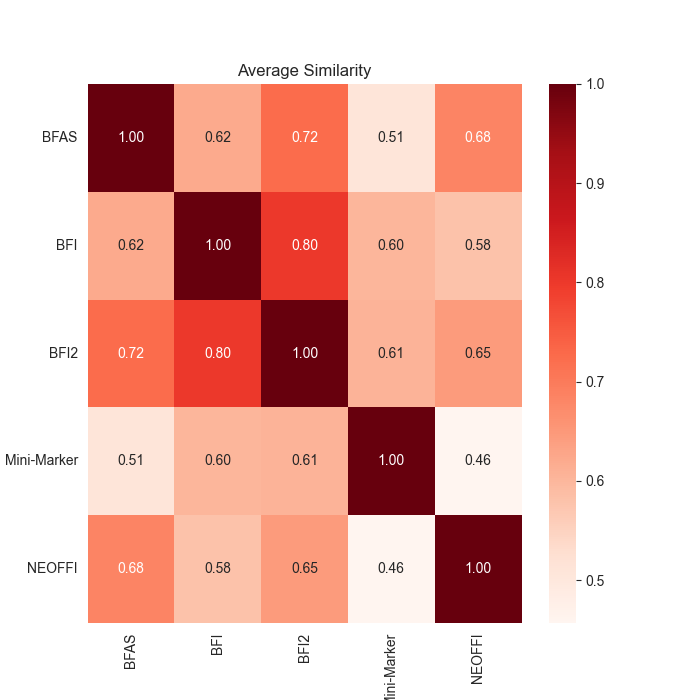 Average Similarity
BFAS 1.00 0.62 0.72 0.51 0.68
BFI 0.62 1.00 0.80 0.60 0.58
BFI2 0.72 0.80 1.00 0.61 0.65
Mini-Marker 0.51 0.60 0.61 1.00 0.46
NEOFFI 0.68 0.58 0.65 0.46 1.00
BFAS BFI BFI2 Mini-Marker NEOFFI
1.0
0.9
0.8
0.7
0.6
0.5